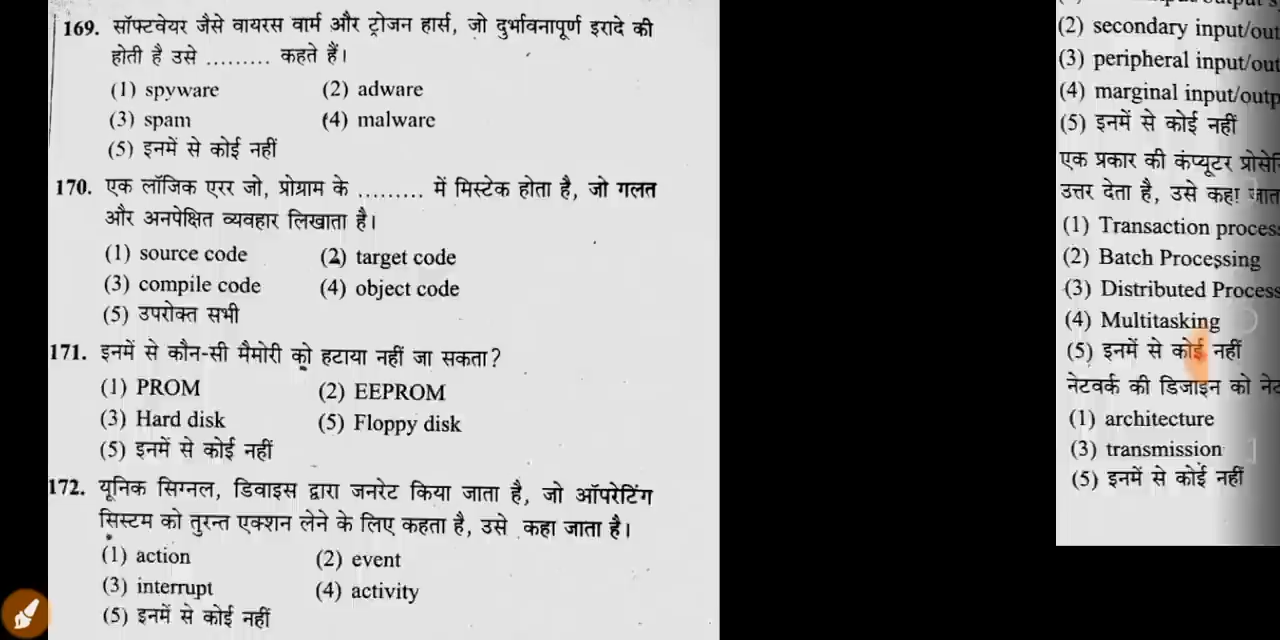 169. सॉफ्टवेयर जैसे वायरस वार्म और ट्रोजन हार्स, जो दुर्भावनापूर्ण इरादे की
होती है उसे ......... कहते हैं।
(1) spyware (2) adware
(3) spam (4) malware
(5) इनमें से कोई नहीं
170. एक लॉजिक एरर जो, प्रोग्राम के ......... में मिस्टेक होता है, जो गलत
और अनपेक्षित व्यवहार लिखाता है।
(1) source code (2) target code
(3) compile code (4) object code
(5) उपरोक्त सभी
171. इनमें से कौन-सी मैमोरी को हटाया नहीं जा सकता?
(1) PROM (2) EEPROM
(3) Hard disk (5) Floppy disk
(5) इनमें से कोई नहीं
172. यूनिक सिग्नल, डिवाइस द्वारा जनरेट किया जाता है, जो ऑपरेटिंग
सिस्टम को तुरन्त एक्शन लेने के लिए कहता है, उसे कहा जाता है।
(1) action (2) event
(3) interrupt (4) activity
(5) इनमें से कोई नहीं
(2) secondary input/out
(3) peripheral input/out
(4) marginal input/outp
(5) इनमें से कोई नहीं
एक प्रकार की कंप्यूटर प्रोसे
उत्तर देता है, उसे कहा जात
(1) Transaction process
(2) Batch Processing
(3) Distributed Process
(4) Multitasking
(5) इनमें से कोई नहीं
नेटवर्क की डिजाइन को नेट
(1) architecture
(3) transmission
(5) इनमें से कोई नहीं